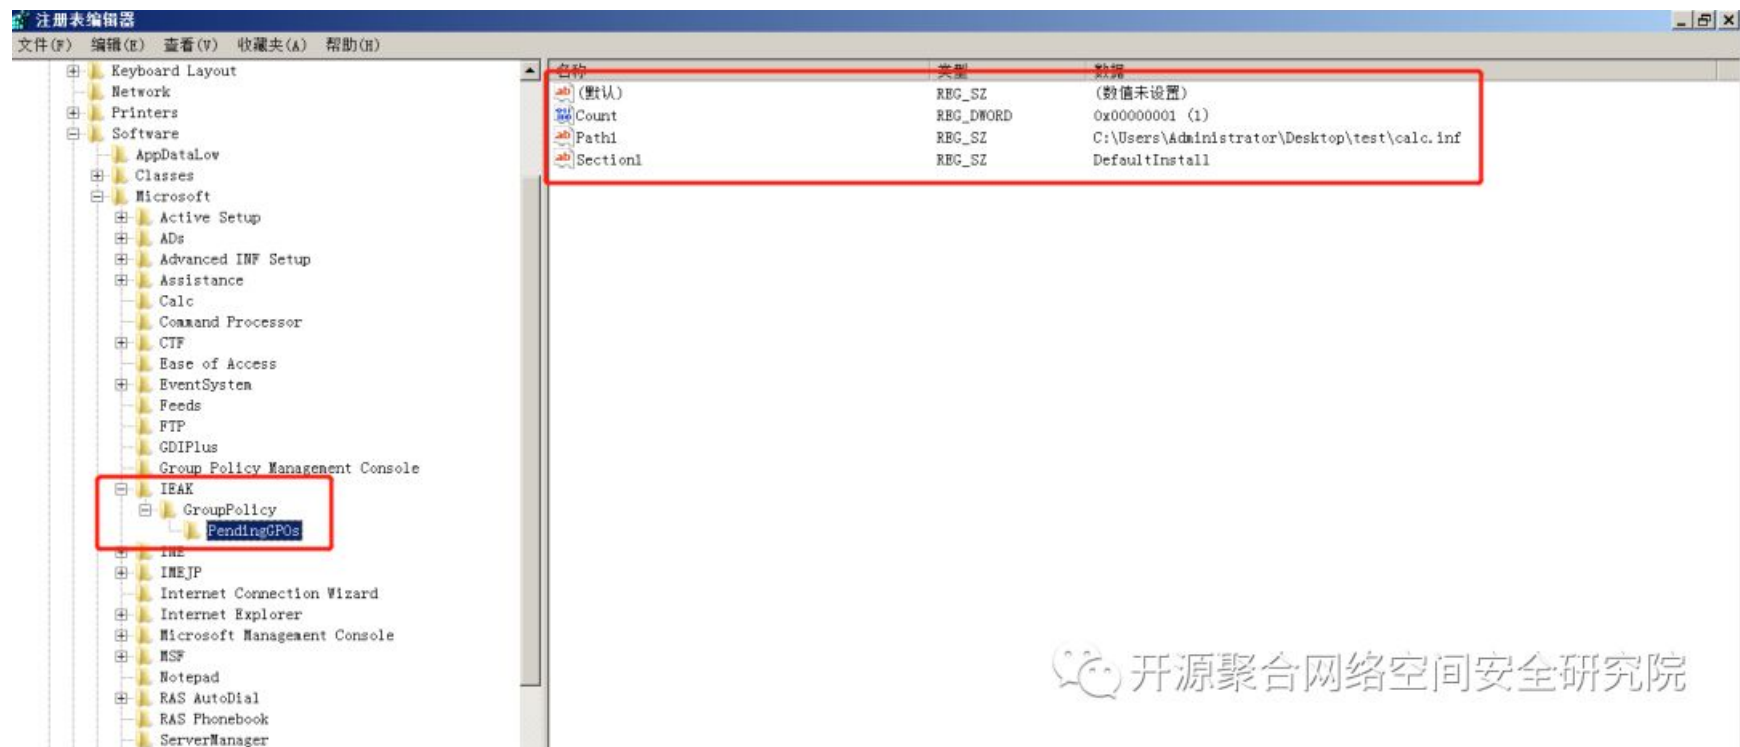 注册表编辑器
文件(F) 编辑(E) 查看(V) 收藏夹(A) 帮助(H)
Keyboard Layout
Network
Printers
Software
AppDataLow
Classes
Microsoft
Active Setup
ADs
Advanced INF Setup
Assistance
Calc
Command Processor
CTF
Ease of Access
EventSystem
Feeds
FTP
GDIPlus
Group Policy Management Console
IEAK
GroupPolicy
PendingGPOs
IME
IMEJP
Internet Connection Wizard
Internet Explorer
Microsoft Management Console
MSF
Notepad
RAS AutoDial
RAS Phonebook
ServerManager
名称 类型 数据
(默认) REG_SZ (数值未设置)
Count REG_DWORD 0x00000001 (1)
Path1 REG_SZ C:\Users\Administrator\Desktop\test\calc.inf
Section1 REG_SZ DefaultInstall
开源聚合网络空间安全研究院